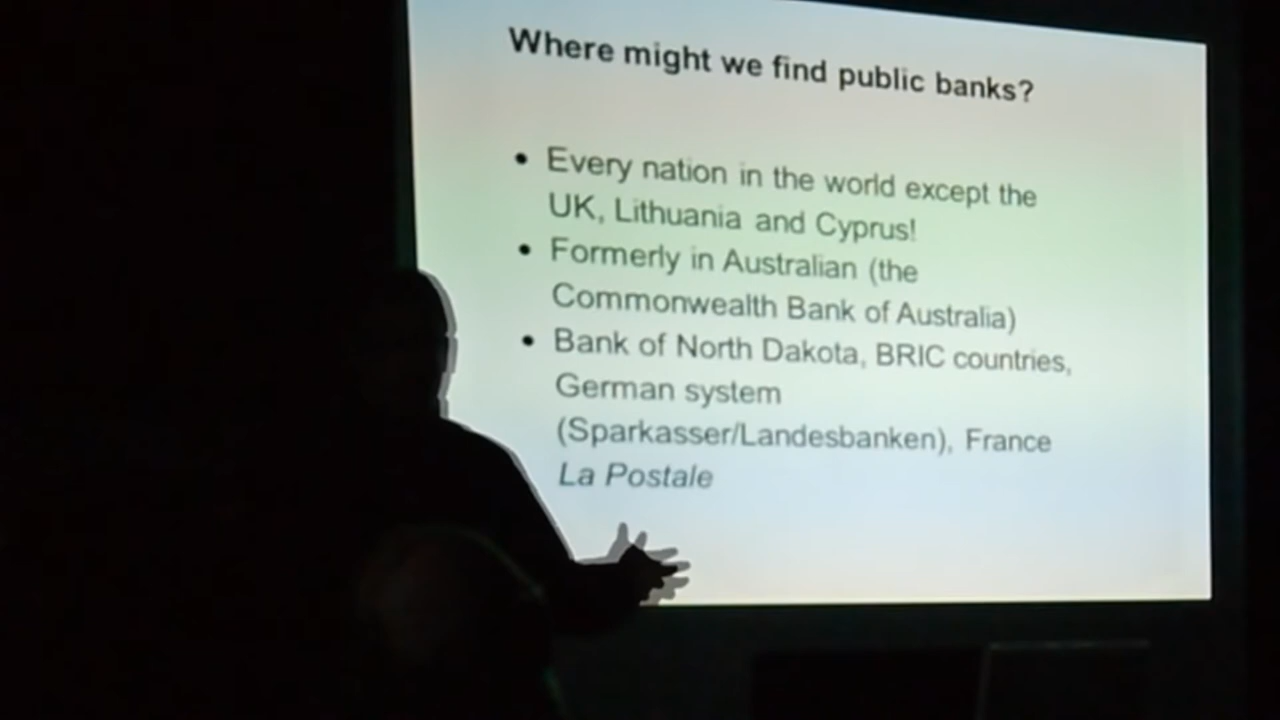 Where might we find public banks?
• Every nation in the world except the
UK, Lithuania and Cyprus!
• Formerly in Australian (the
Commonwealth Bank of Australia)
• Bank of North Dakota, BRIC countries,
German system
(Sparkasser/Landesbanken), France
La Postale